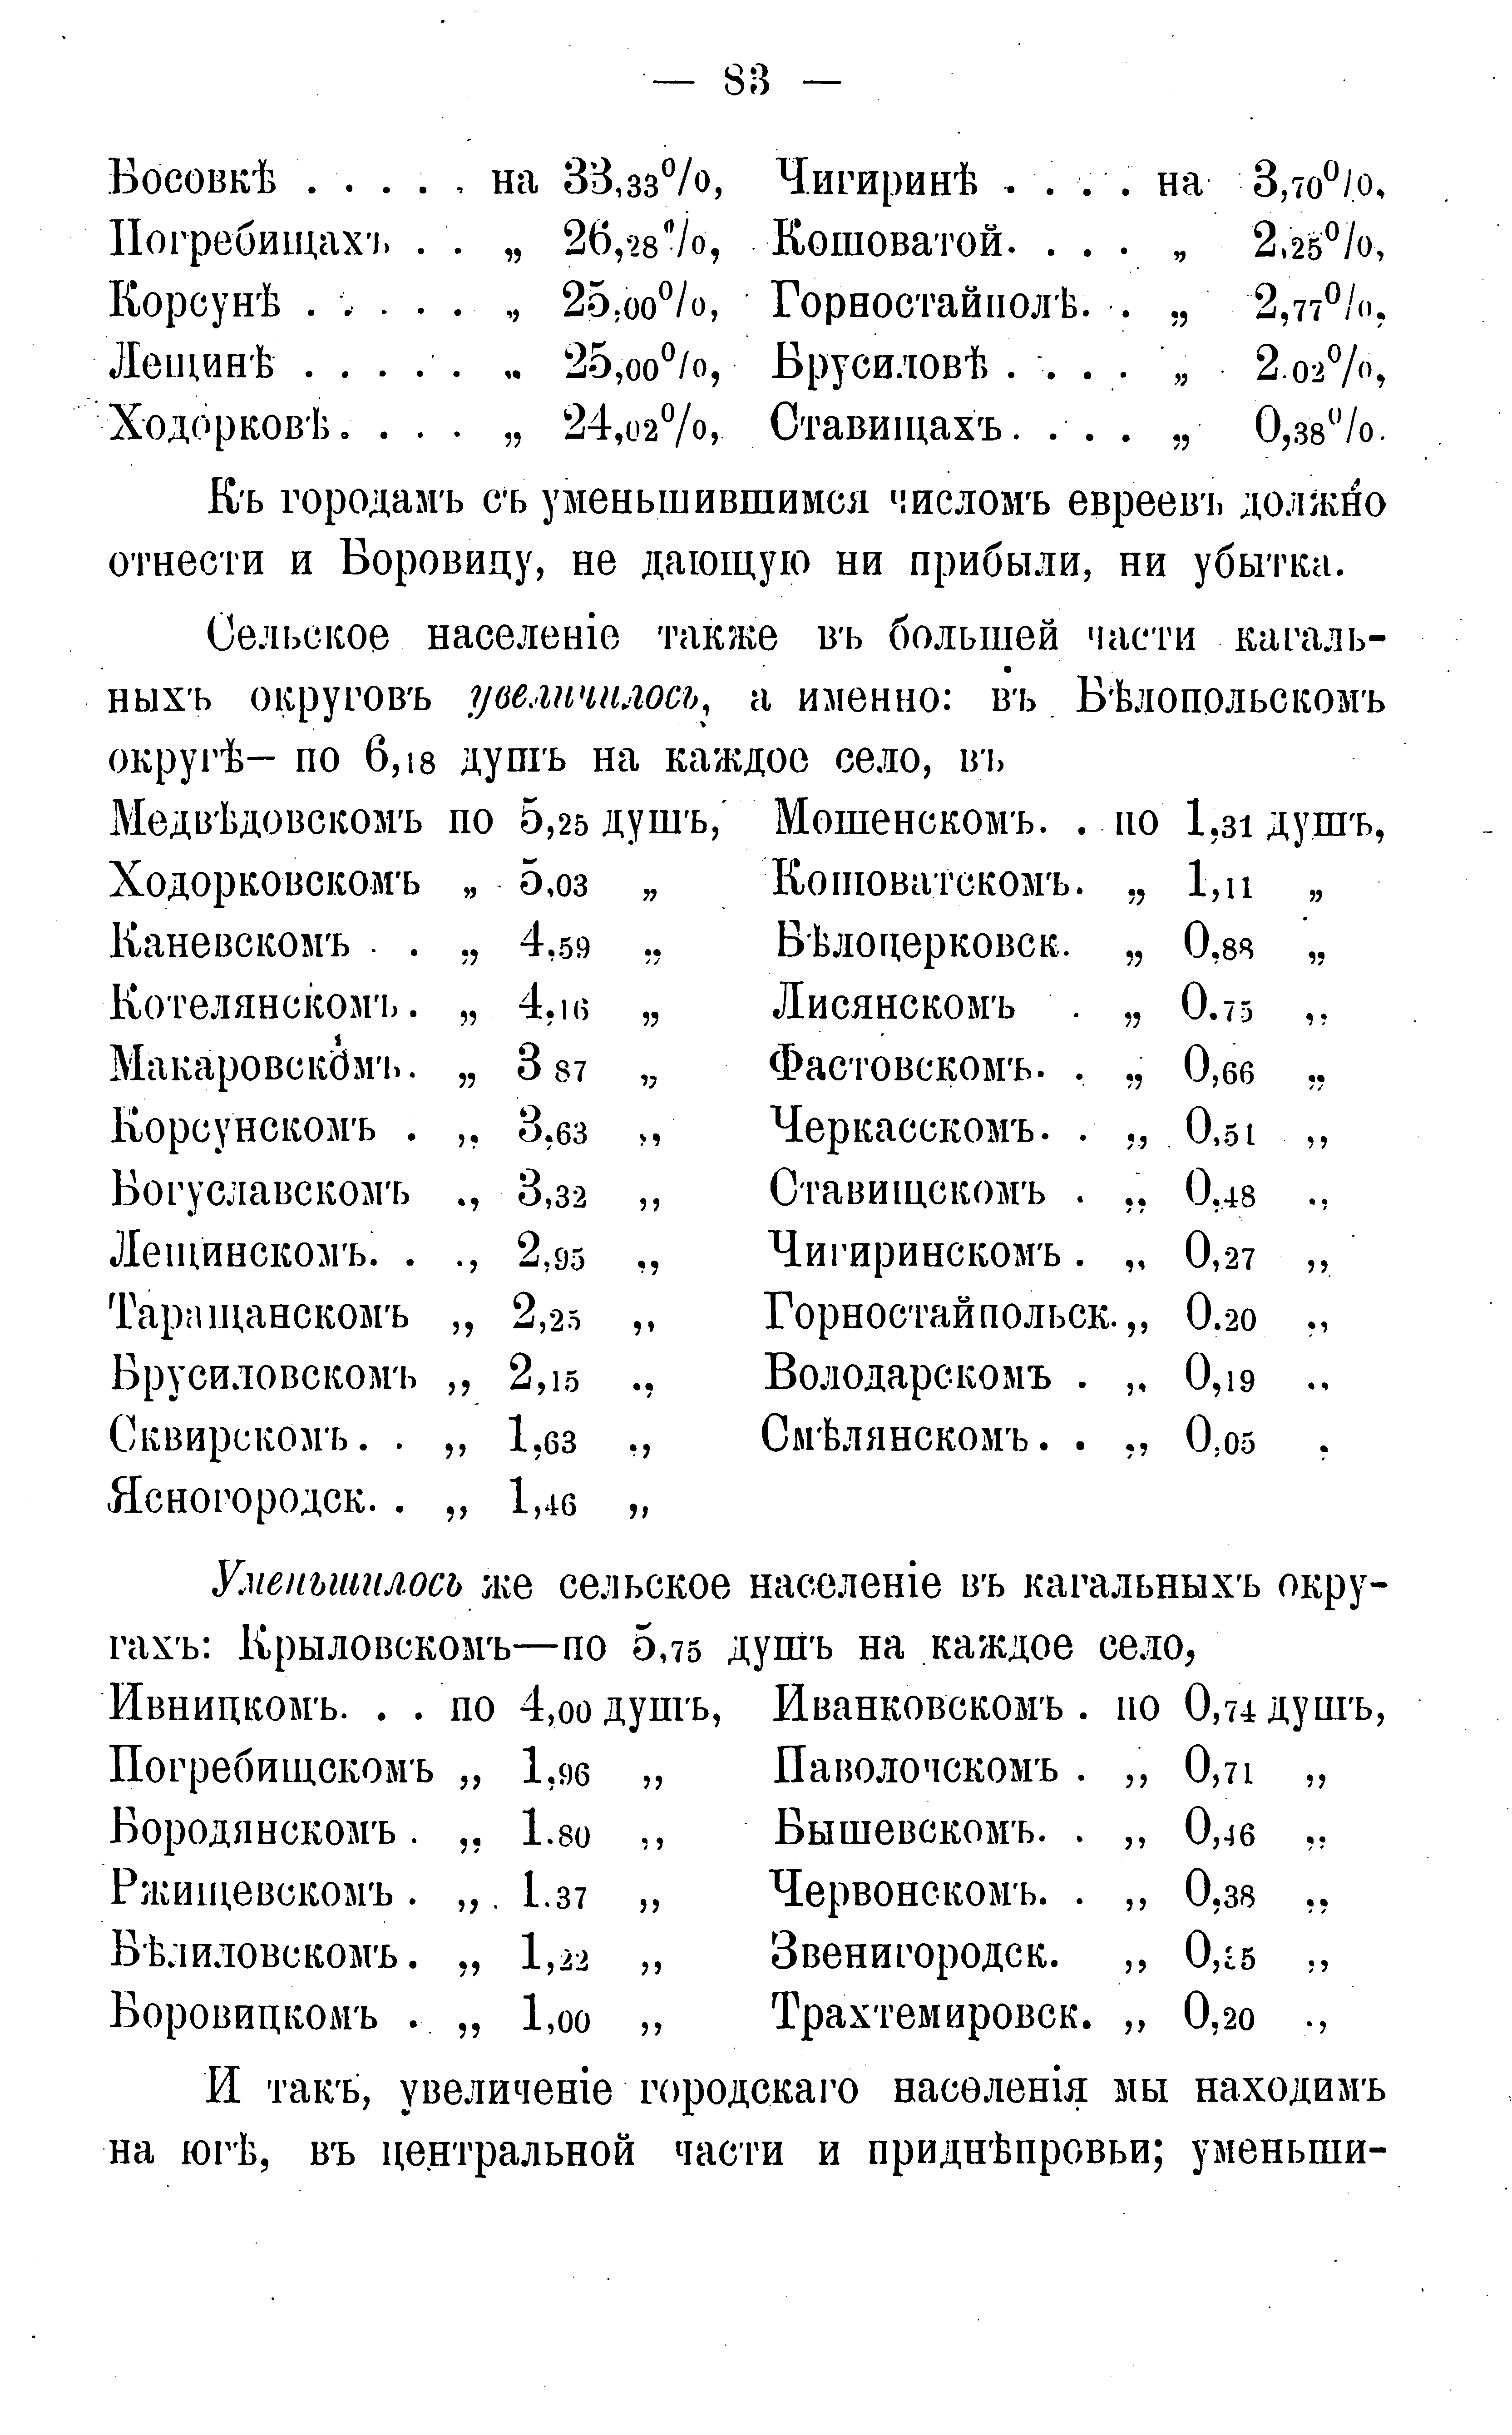 — 83 —
Босовкѣ . . . . . на 33,33%, Чигиринѣ . . . . на 3,70%,
Погребищахъ . . „ 26,28%, Кошоватой. . . . „ 2,25%,
Корсунѣ . . . . . „ 25,00%, Горностайполѣ. . „ 2,77%,
Лещинѣ . . . . . „ 25,00%, Брусиловѣ . . . . „ 2.02%,
Ходорковѣ. . . . „ 24,02%, Ставищахъ. . . . „ 0,38%.
Къ городамъ съ уменьшившимся числомъ евреевъ должно
отнести и Боровицу, не дающую ни прибыли, ни убытка.
Сельское населеніе также въ большей части кагаль-
ныхъ округовъ увеличилось, а именно: въ Бѣлопольскомъ
округѣ— по 6,18 душъ на каждое село, въ
Медвѣдовскомъ по 5,25 душъ, Мошенскомъ. . по 1,31 душъ,
Ходорковскомъ „ 5,03 „ Кошоватскомъ. „ 1,11 „
Каневскомъ . . „ 4,59 „ Бѣлоцерковск. „ 0,88 „
Котелянскомъ. „ 4,16 „ Лисянскомъ . „ 0.75 „
Макаровскомъ. „ 3 87 „ Фастовскомъ. . „ 0,66 „
Корсунскомъ . „ 3,63 „ Черкасскомъ. . „ 0,51 „
Богуславскомъ „ 3,32 „ Ставищскомъ . „ 0,48 „
Лещинскомъ. . „ 2,95 „ Чигиринскомъ . „ 0,27 „
Таращанскомъ „ 2,25 „ Горностайпольск. „ 0.20 „
Брусиловскомъ „ 2,15 „ Володарскомъ . „ 0,19 „
Сквирскомъ. . „ 1,63 „ Смѣлянскомъ. . „ 0,05 „
Ясногородск. . „ 1,46 „
Уменьшилось же сельское населеніе въ кагальныхъ окру-
гахъ: Крыловскомъ—по 5,75 душъ на каждое село,
Ивницкомъ. . . по 4,00 душъ, Иванковскомъ . по 0,74 душъ,
Погребищскомъ „ 1,96 „ Паволочскомъ . „ 0,71 „
Бородянскомъ . „ 1.80 „ Бышевскомъ. . „ 0,46 „
Ржищевскомъ . „ 1.37 „ Червонскомъ. . „ 0,38 „
Бѣлиловскомъ. „ 1,22 „ Звенигородск. „ „
Боровицкомъ . „ 1,00 „ Трахтемировск. „ 0,20 „
И такъ, увеличеніе городскаго населенія мы находимъ
на югѣ, въ центральной части и приднѣпровьи; уменьши-